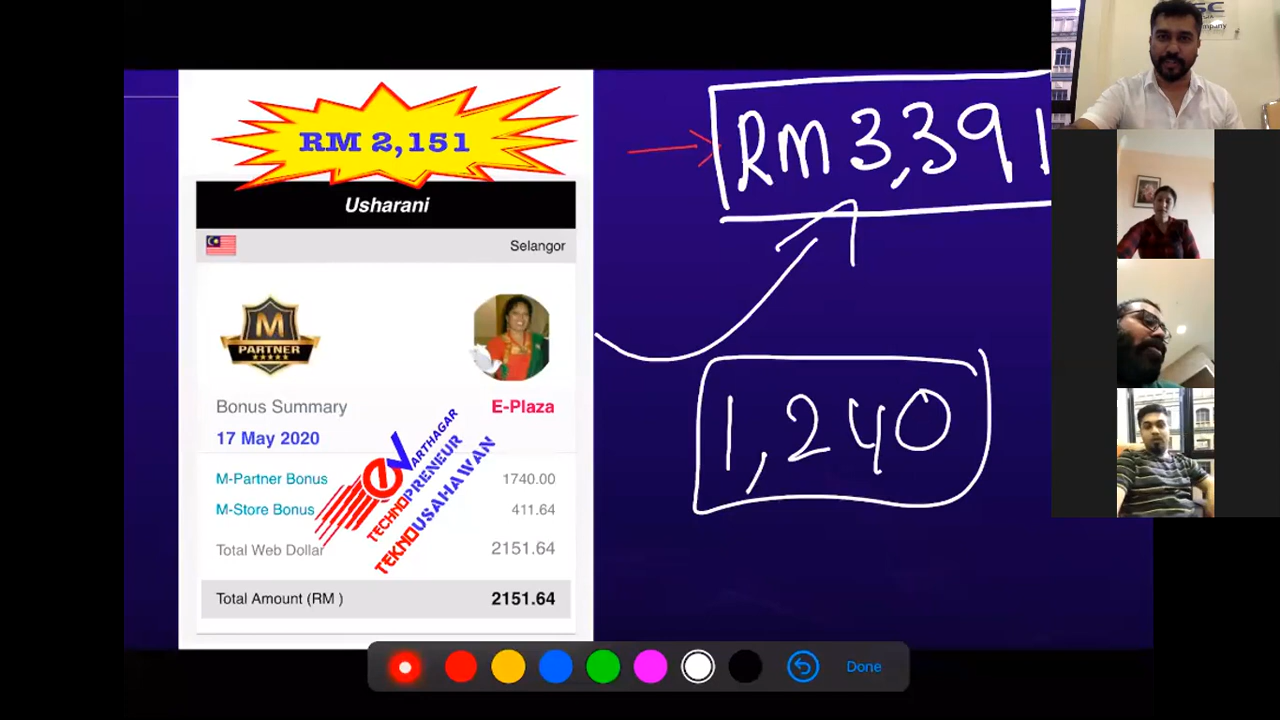 RM 2,151
Usharani
Selangor
M
PARTNER
Bonus Summary
E-Plaza
17 May 2020
M-Partner Bonus 1740.00
M-Store Bonus 411.64
Total Web Dollar 2151.64
Total Amount (RM ) 2151.64
eVARTHAGAR
TECHNOPRENEUR
TEKNOUSAHAWAN
RM 3,391
1,240
Done